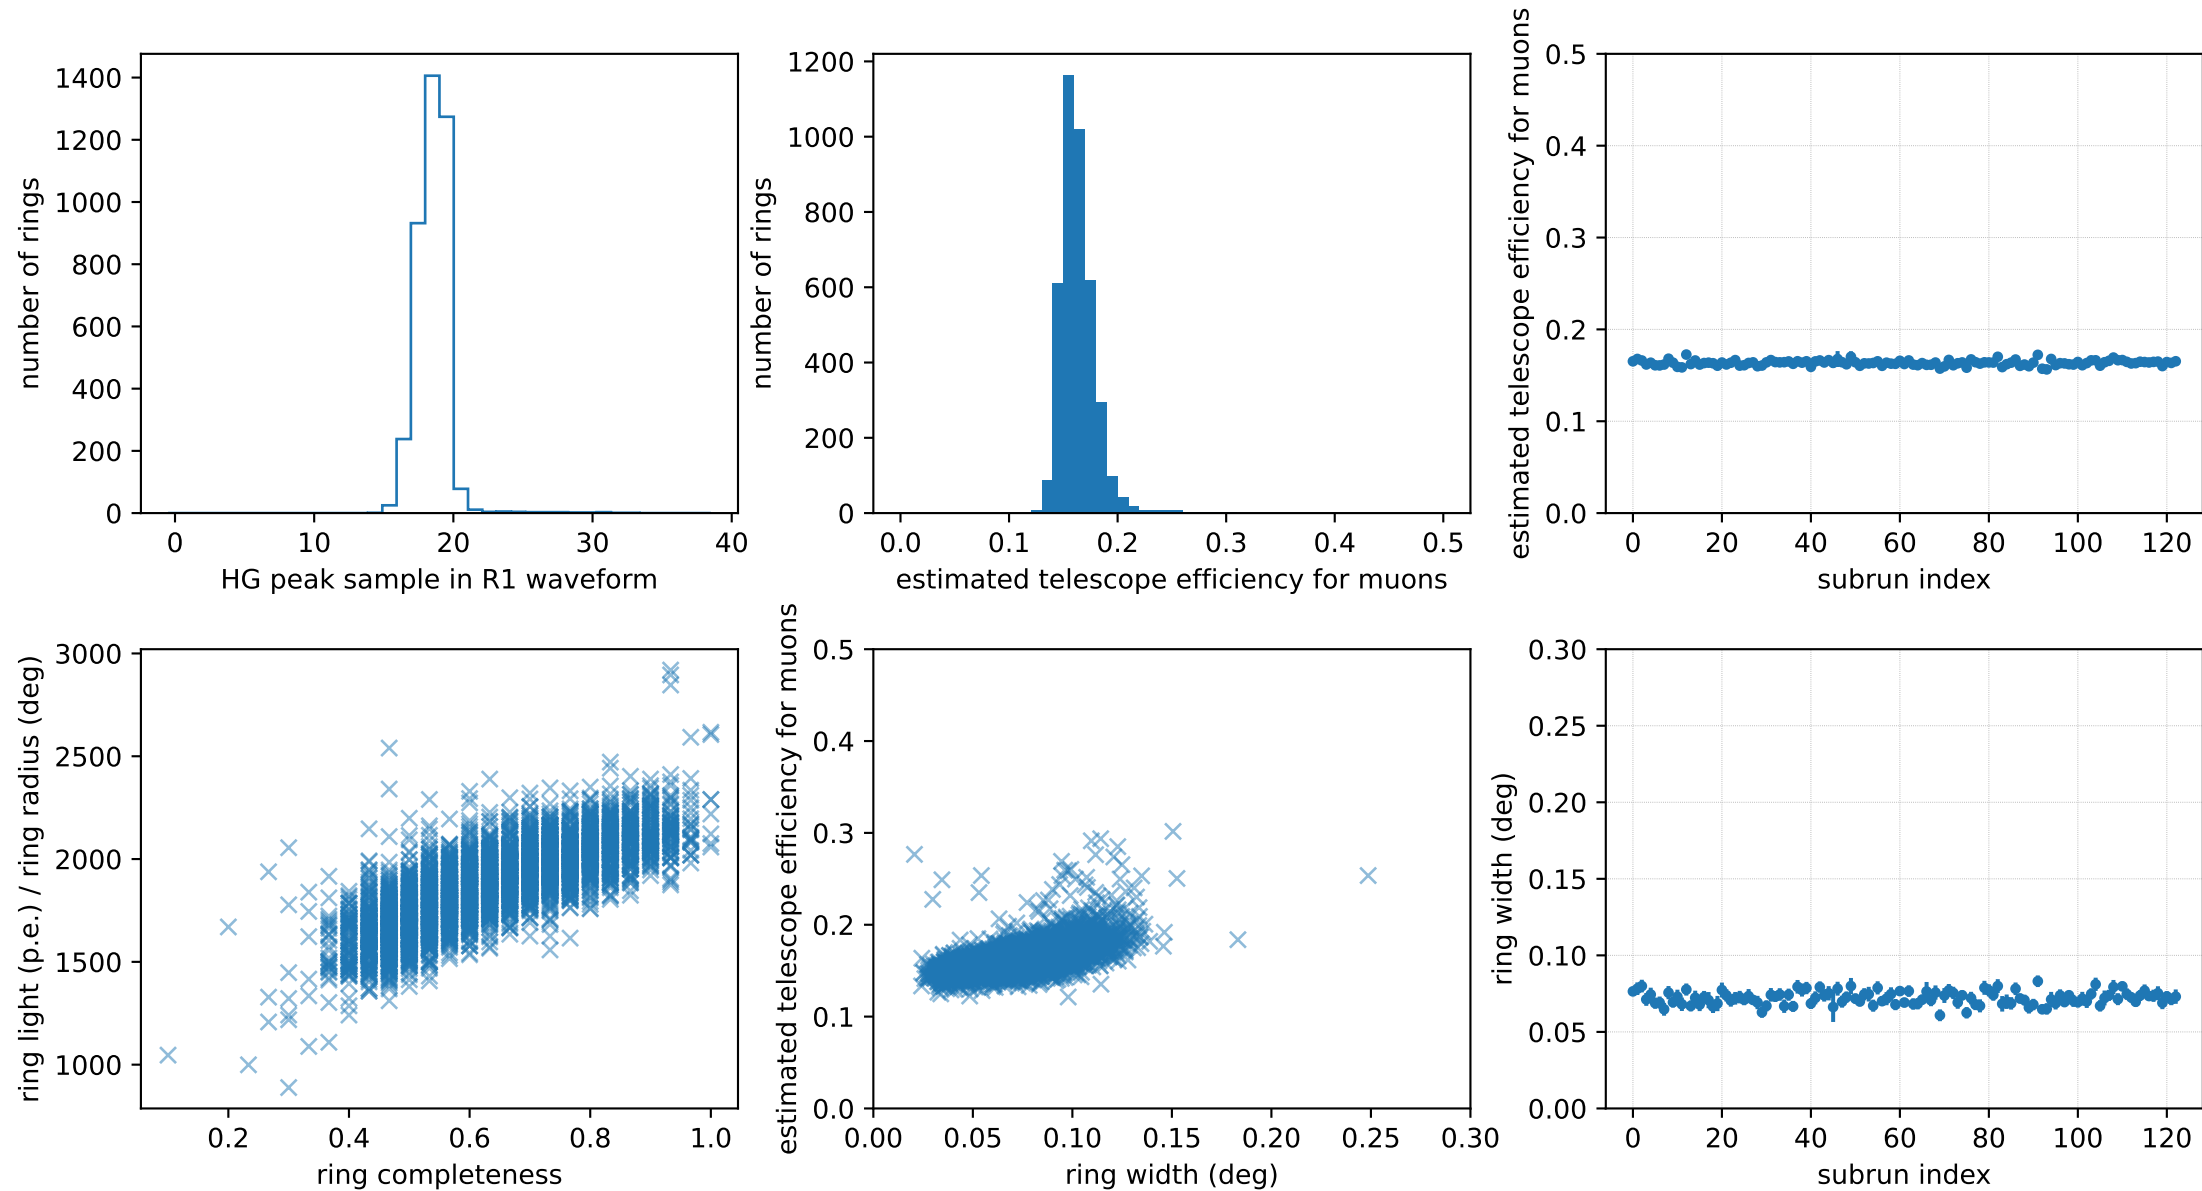 number of rings
1400
1200
1000
800
600
400
200
0
0 10 20 30 40
HG peak sample in R1 waveform
number of rings
1200
1000
800
600
400
200
0
0.0 0.1 0.2 0.3 0.4 0.5
estimated telescope efficiency for muons
estimated telescope efficiency for muons
0.5
0.4
0.3
0.2
0.1
0.0
0 20 40 60 80 100 120
subrun index
ring light (p.e.) / ring radius (deg)
3000
2500
2000
1500
1000
0.2 0.4 0.6 0.8 1.0
ring completeness
estimated telescope efficiency for muons
0.5
0.4
0.3
0.2
0.1
0.0
0.00 0.05 0.10 0.15 0.20 0.25 0.30
ring width (deg)
ring width (deg)
0.30
0.25
0.20
0.15
0.10
0.05
0.00
0 20 40 60 80 100 120
subrun index